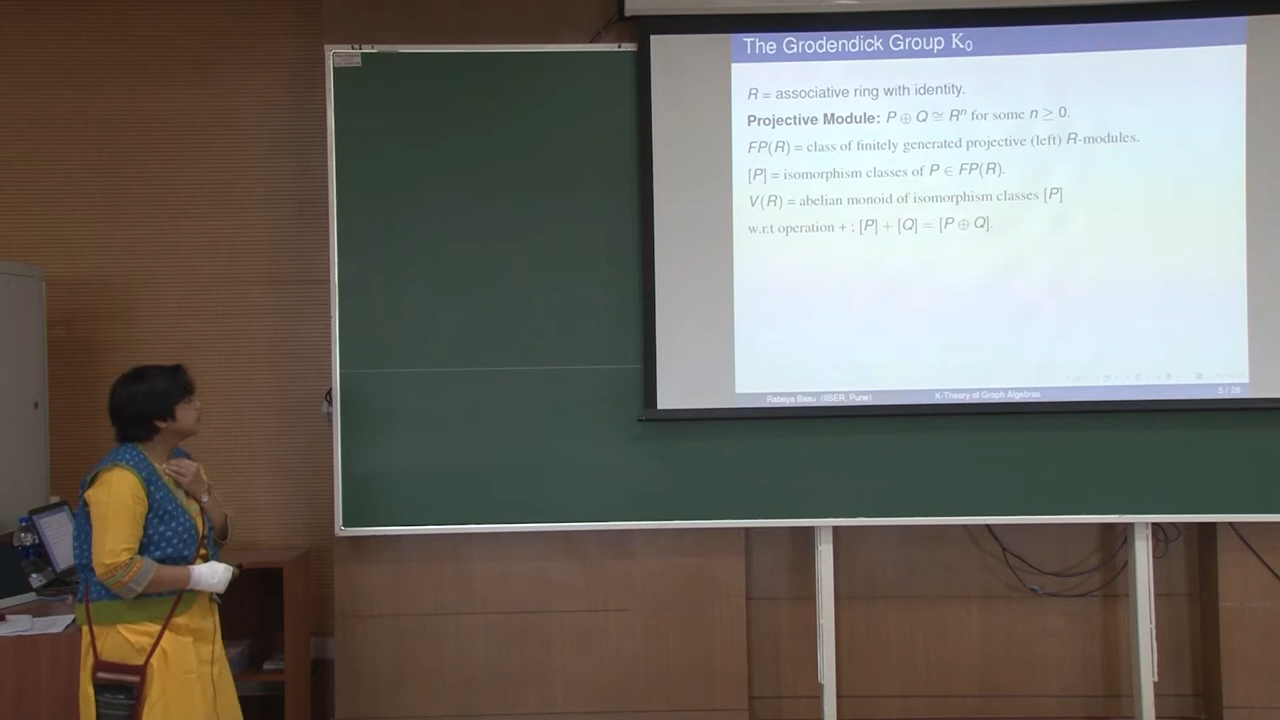 The Grodendick Group K₀
R = associative ring with identity.
Projective Module: P ⊕ Q ≅ Rⁿ for some n ≥ 0.
FP(R) = class of finitely generated projective (left) R-modules.
[P] = isomorphism classes of P ∈ FP(R).
V(R) = abelian monoid of isomorphism classes [P]
w.r.t operation + ; [P] + [Q] = [P ⊕ Q].
Rabeya Basu (IISER, Pune) K-Theory of Graph Algebras 5 / 28